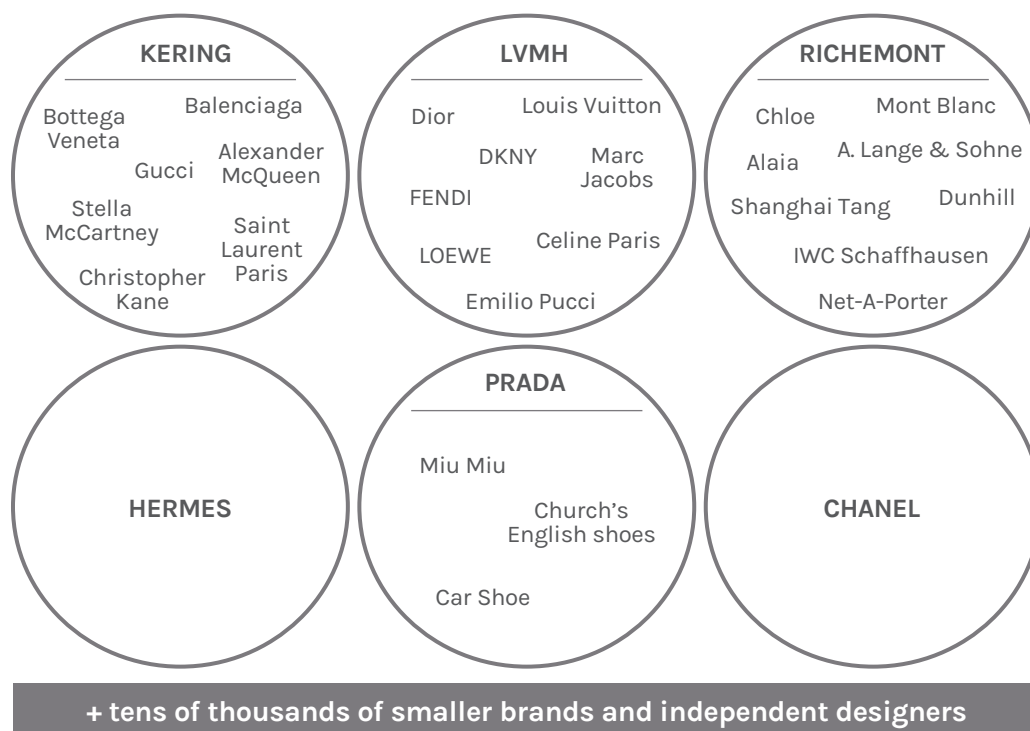 KERING
Bottega
Veneta
Balenciaga
Gucci
Alexander
McQueen
Stella
McCartney
Saint
Laurent
Paris
Christopher
Kane
LVMH
Dior
Louis Vuitton
DKNY
Marc
Jacobs
FENDI
LOEWE
Celine Paris
Emilio Pucci
RICHEMONT
Chloe
Mont Blanc
Alaia
A. Lange & Sohne
Shanghai Tang
Dunhill
IWC Schaffhausen
Net-A-Porter
HERMES
PRADA
Miu Miu
Church’s
English shoes
Car Shoe
CHANEL
+ tens of thousands of smaller brands and independent designers